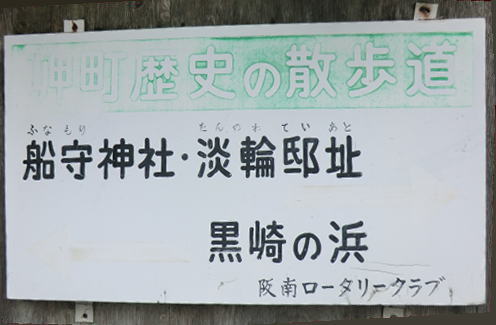 岬町歴史の散歩道
ふなもり たんのわ てい あと
船守神社・淡輪邸址
黒崎の浜
阪南ロータリークラブ